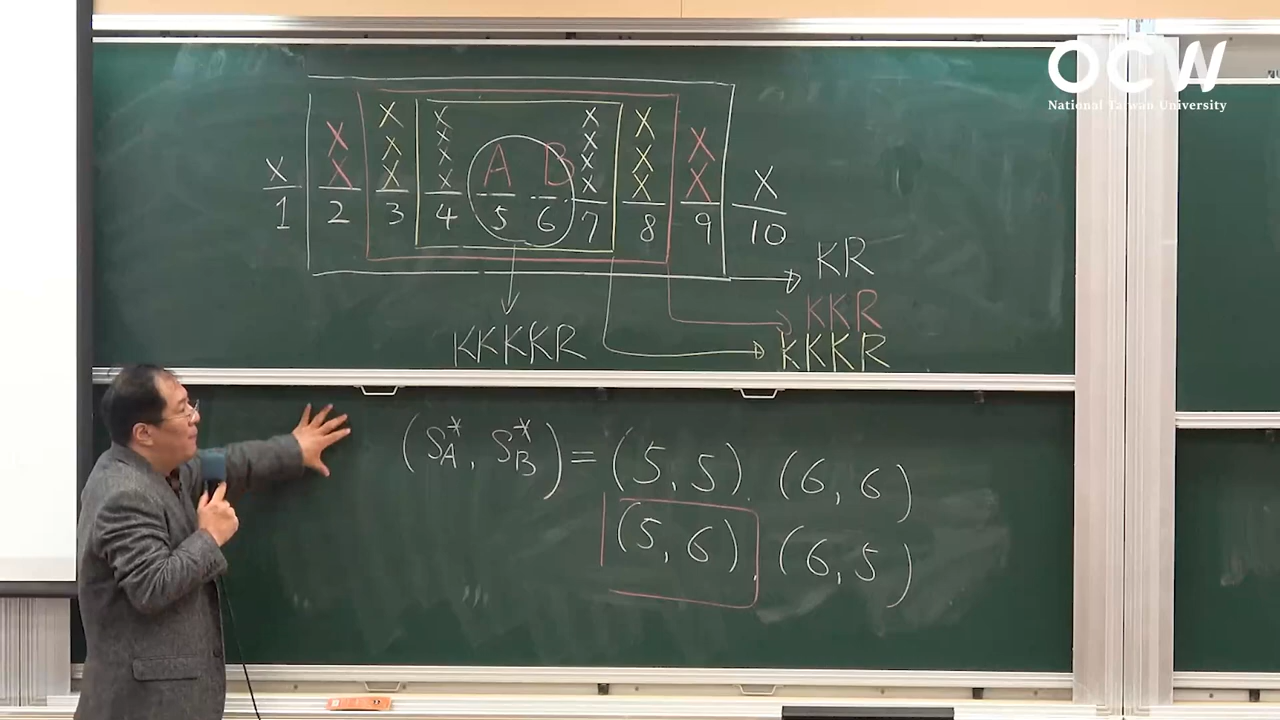 OCW
National Taiwan University
X X X X X X X X A B X X X X X X X X X X
1 2 3 4 5 6 7 8 9 10
KR
KKR
KKKKR KKKR
(S*A, S*B) = (5, 5), (6, 6)
(5, 6), (6, 5)